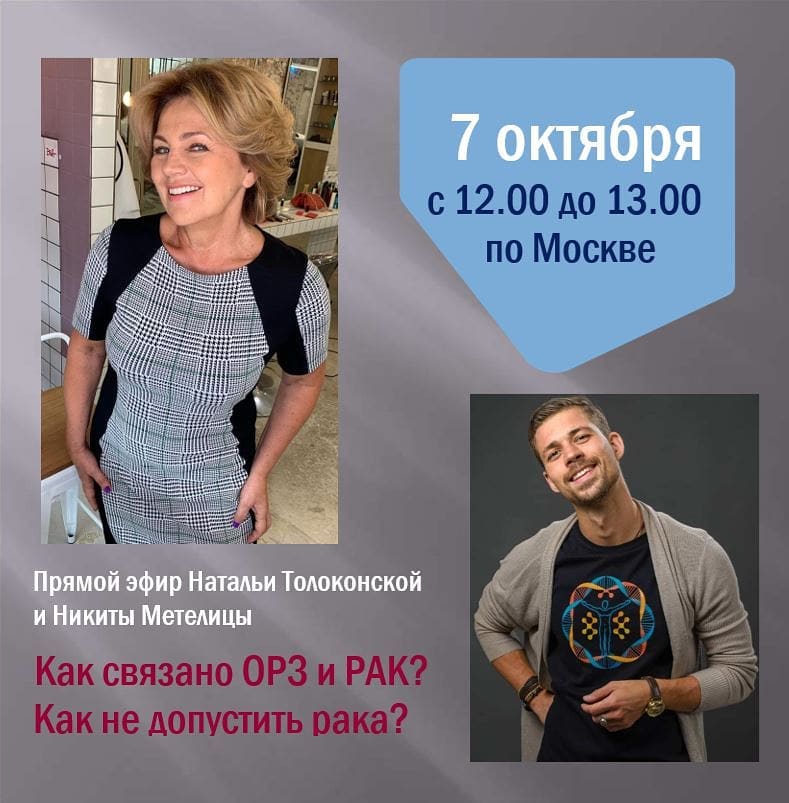 7 октября
с 12.00 до 13.00
по Москве
Прямой эфир Натальи Толоконской
и Никиты Метелицы
Как связано ОРЗ и РАК?
Как не допустить рака?